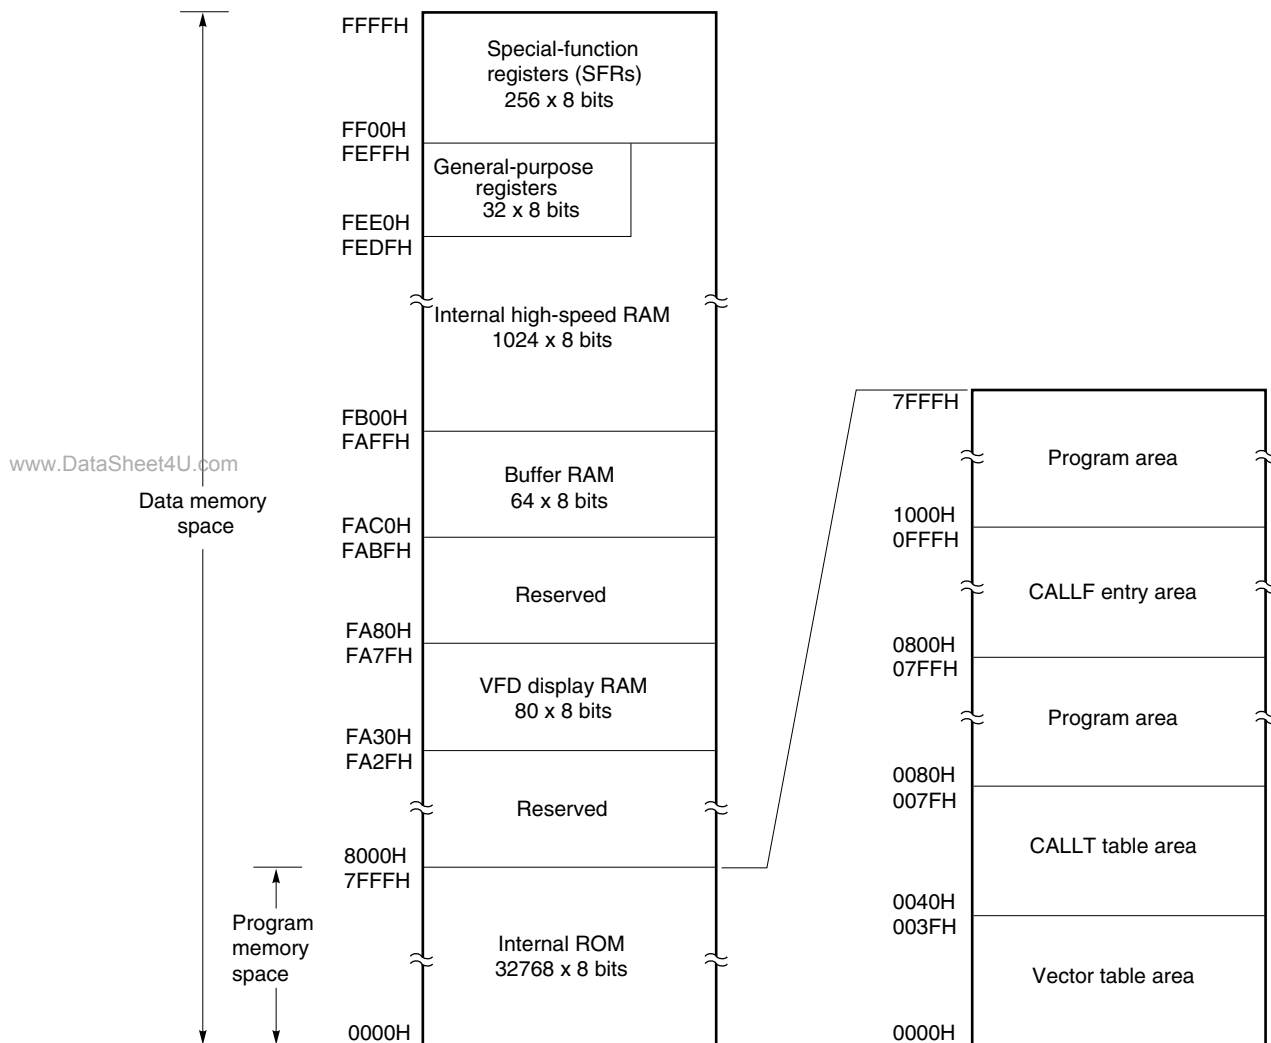 FFFFH
Special-function
registers (SFRs)
256 x 8 bits
FF00H
FEFFH
General-purpose
registers
32 x 8 bits
FEE0H
FEDFH
Internal high-speed RAM
1024 x 8 bits
FB00H
FAFFH
www.DataSheet4U.com
Data memory
space
Buffer RAM
64 x 8 bits
FAC0H
FABFH
Reserved
FA80H
FA7FH
VFD display RAM
80 x 8 bits
FA30H
FA2FH
Reserved
8000H
7FFFH
Program
memory
space
Internal ROM
32768 x 8 bits
0000H
7FFFH
Program area
1000H
0FFFH
CALLF entry area
0800H
07FFH
Program area
0080H
007FH
CALLT table area
0040H
003FH
Vector table area
0000H